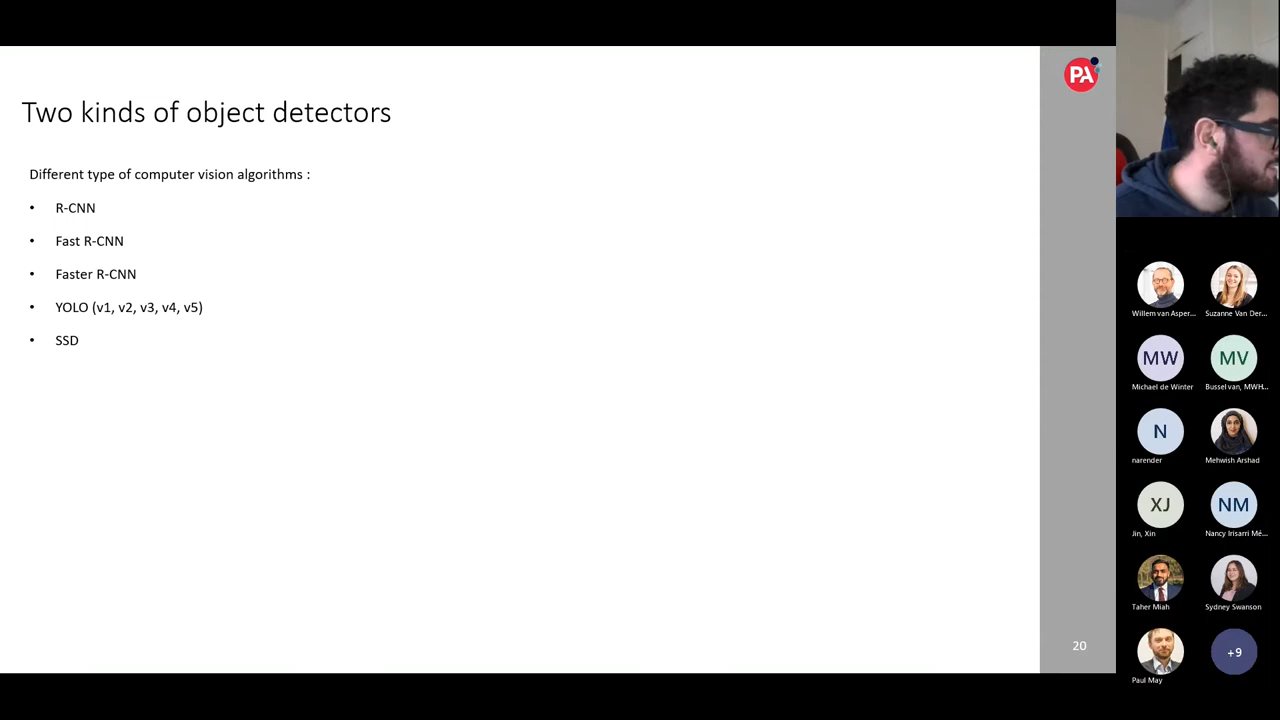 PA
Two kinds of object detectors
Different type of computer vision algorithms :
• R-CNN
• Fast R-CNN
• Faster R-CNN
• YOLO (v1, v2, v3, v4, v5)
• SSD
20
Willem van Asper... Suzanne Van Der...
MW MV
Michael de Winter Bussel van, MWH...
N
narender Mehwish Arshad
XJ NM
Jin, Xin Nancy Irisarri Mé...
Taher Miah Sydney Swanson
+9
Paul May